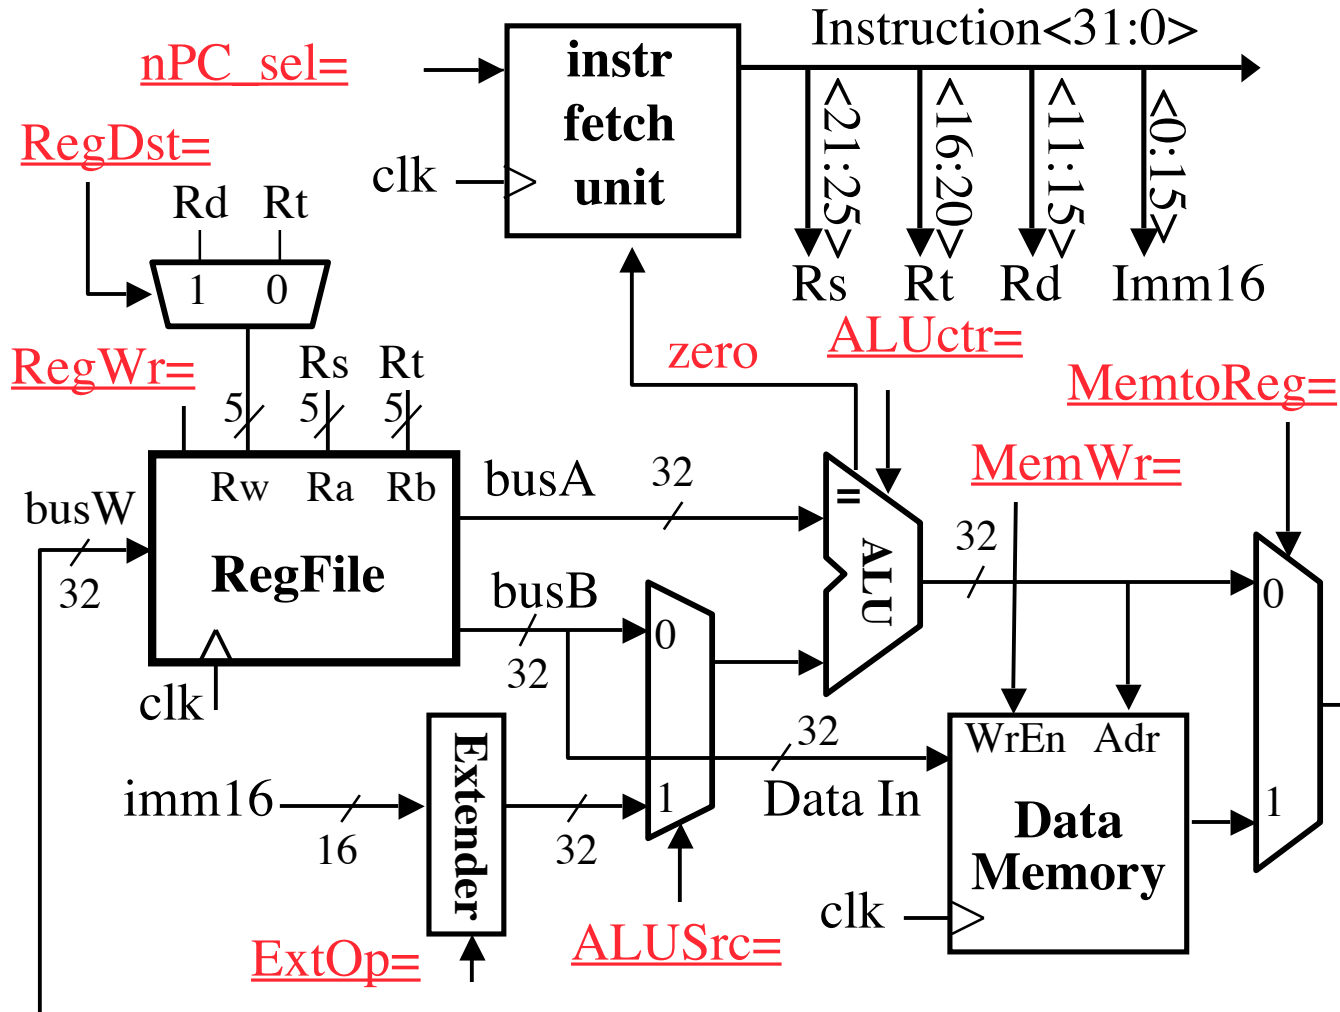 Instruction<31:0>
nPC_sel=
instr
fetch
unit
clk
<21:25>
<16:20>
<11:15>
<0:15>
Rs
Rt
Rd
Imm16
RegDst=
Rd
Rt
1
0
zero
ALUctr=
RegWr=
Rs
Rt
5
5
5
MemtoReg=
MemWr=
busW
32
Rw
Ra
Rb
RegFile
clk
busA
32
busB
32
=
ALU
32
0
1
0
1
WrEn
Adr
Data
Memory
clk
32
Data In
imm16
16
Extender
32
ExtOp=
ALUSrc=